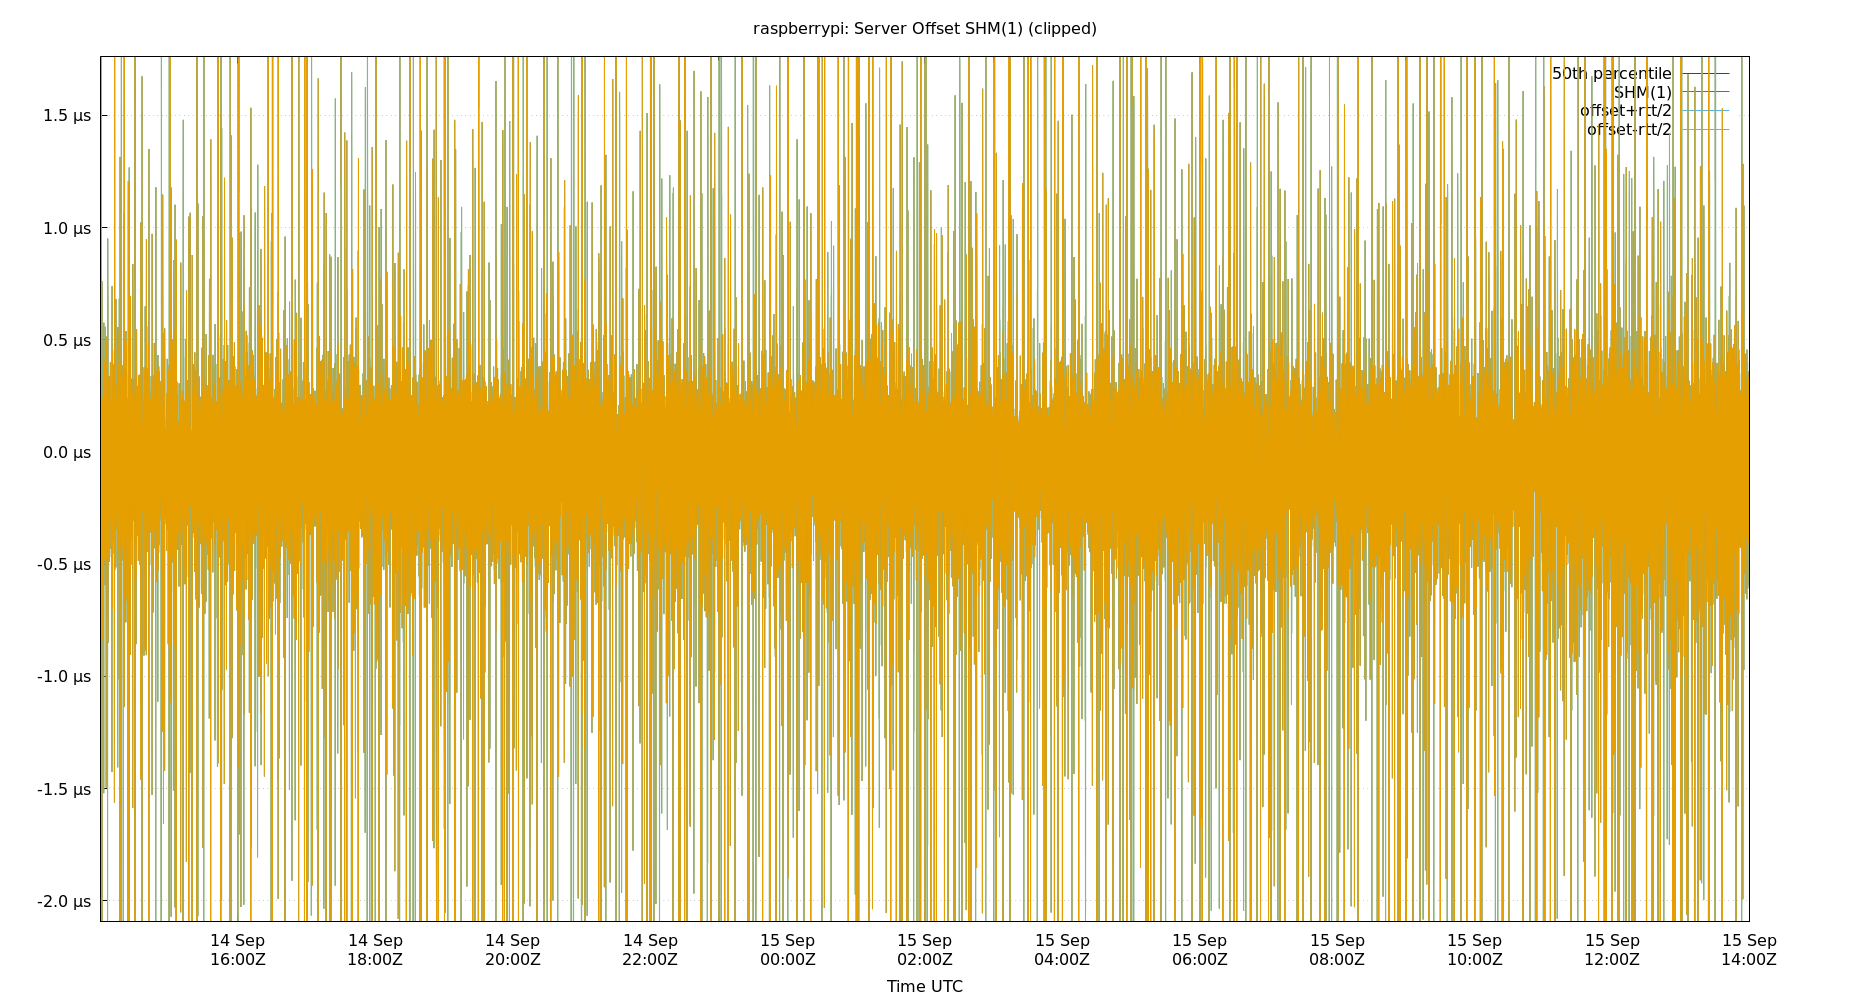 raspberrypi: Server Offset SHM(1) (clipped)
50th percentile
SHM(1)
offset+rtt/2
offset-rtt/2
1.5 µs
1.0 µs
0.5 µs
0.0 µs
-0.5 µs
-1.0 µs
-1.5 µs
-2.0 µs
14 Sep 14 Sep 14 Sep 14 Sep 15 Sep 15 Sep 15 Sep 15 Sep 15 Sep 15 Sep 15 Sep 15 Sep
16:00Z 18:00Z 20:00Z 22:00Z 00:00Z 02:00Z 04:00Z 06:00Z 08:00Z 10:00Z 12:00Z 14:00Z
Time UTC